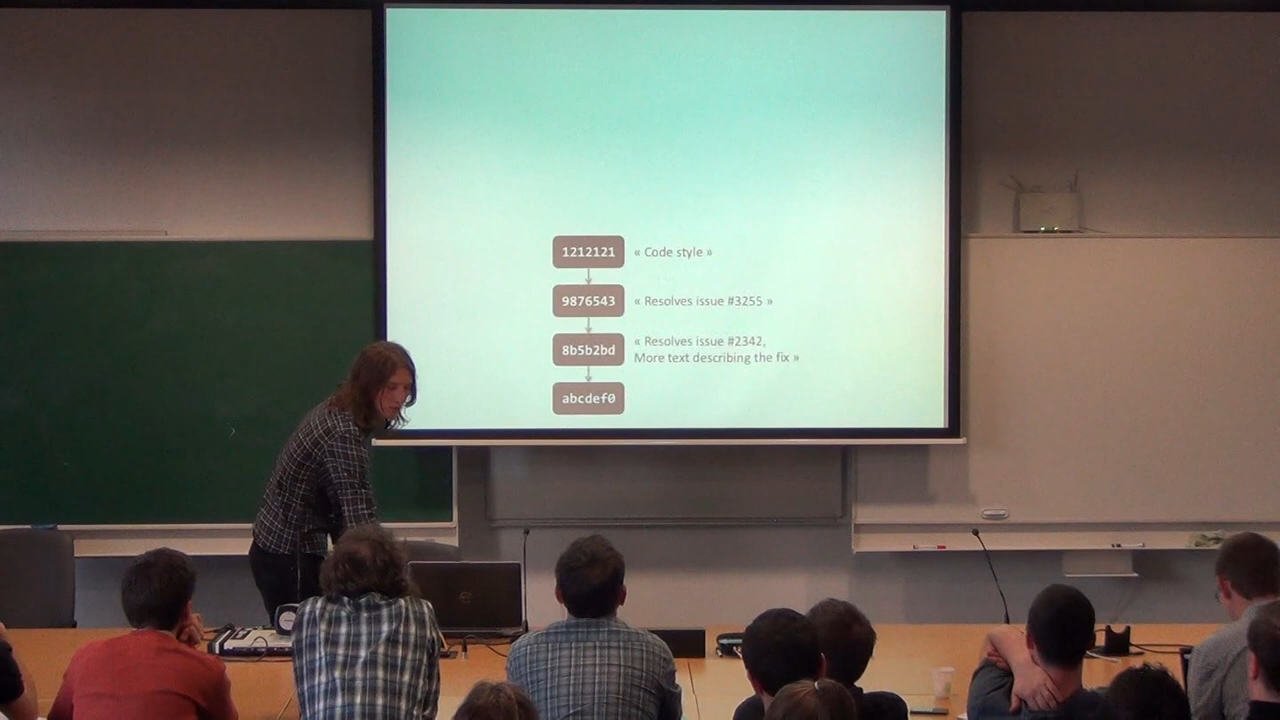 1212121 « Code style »
9876543 « Resolves issue #3255 »
8b5b2bd « Resolves issue #2342,
More text describing the fix »
abcdef0